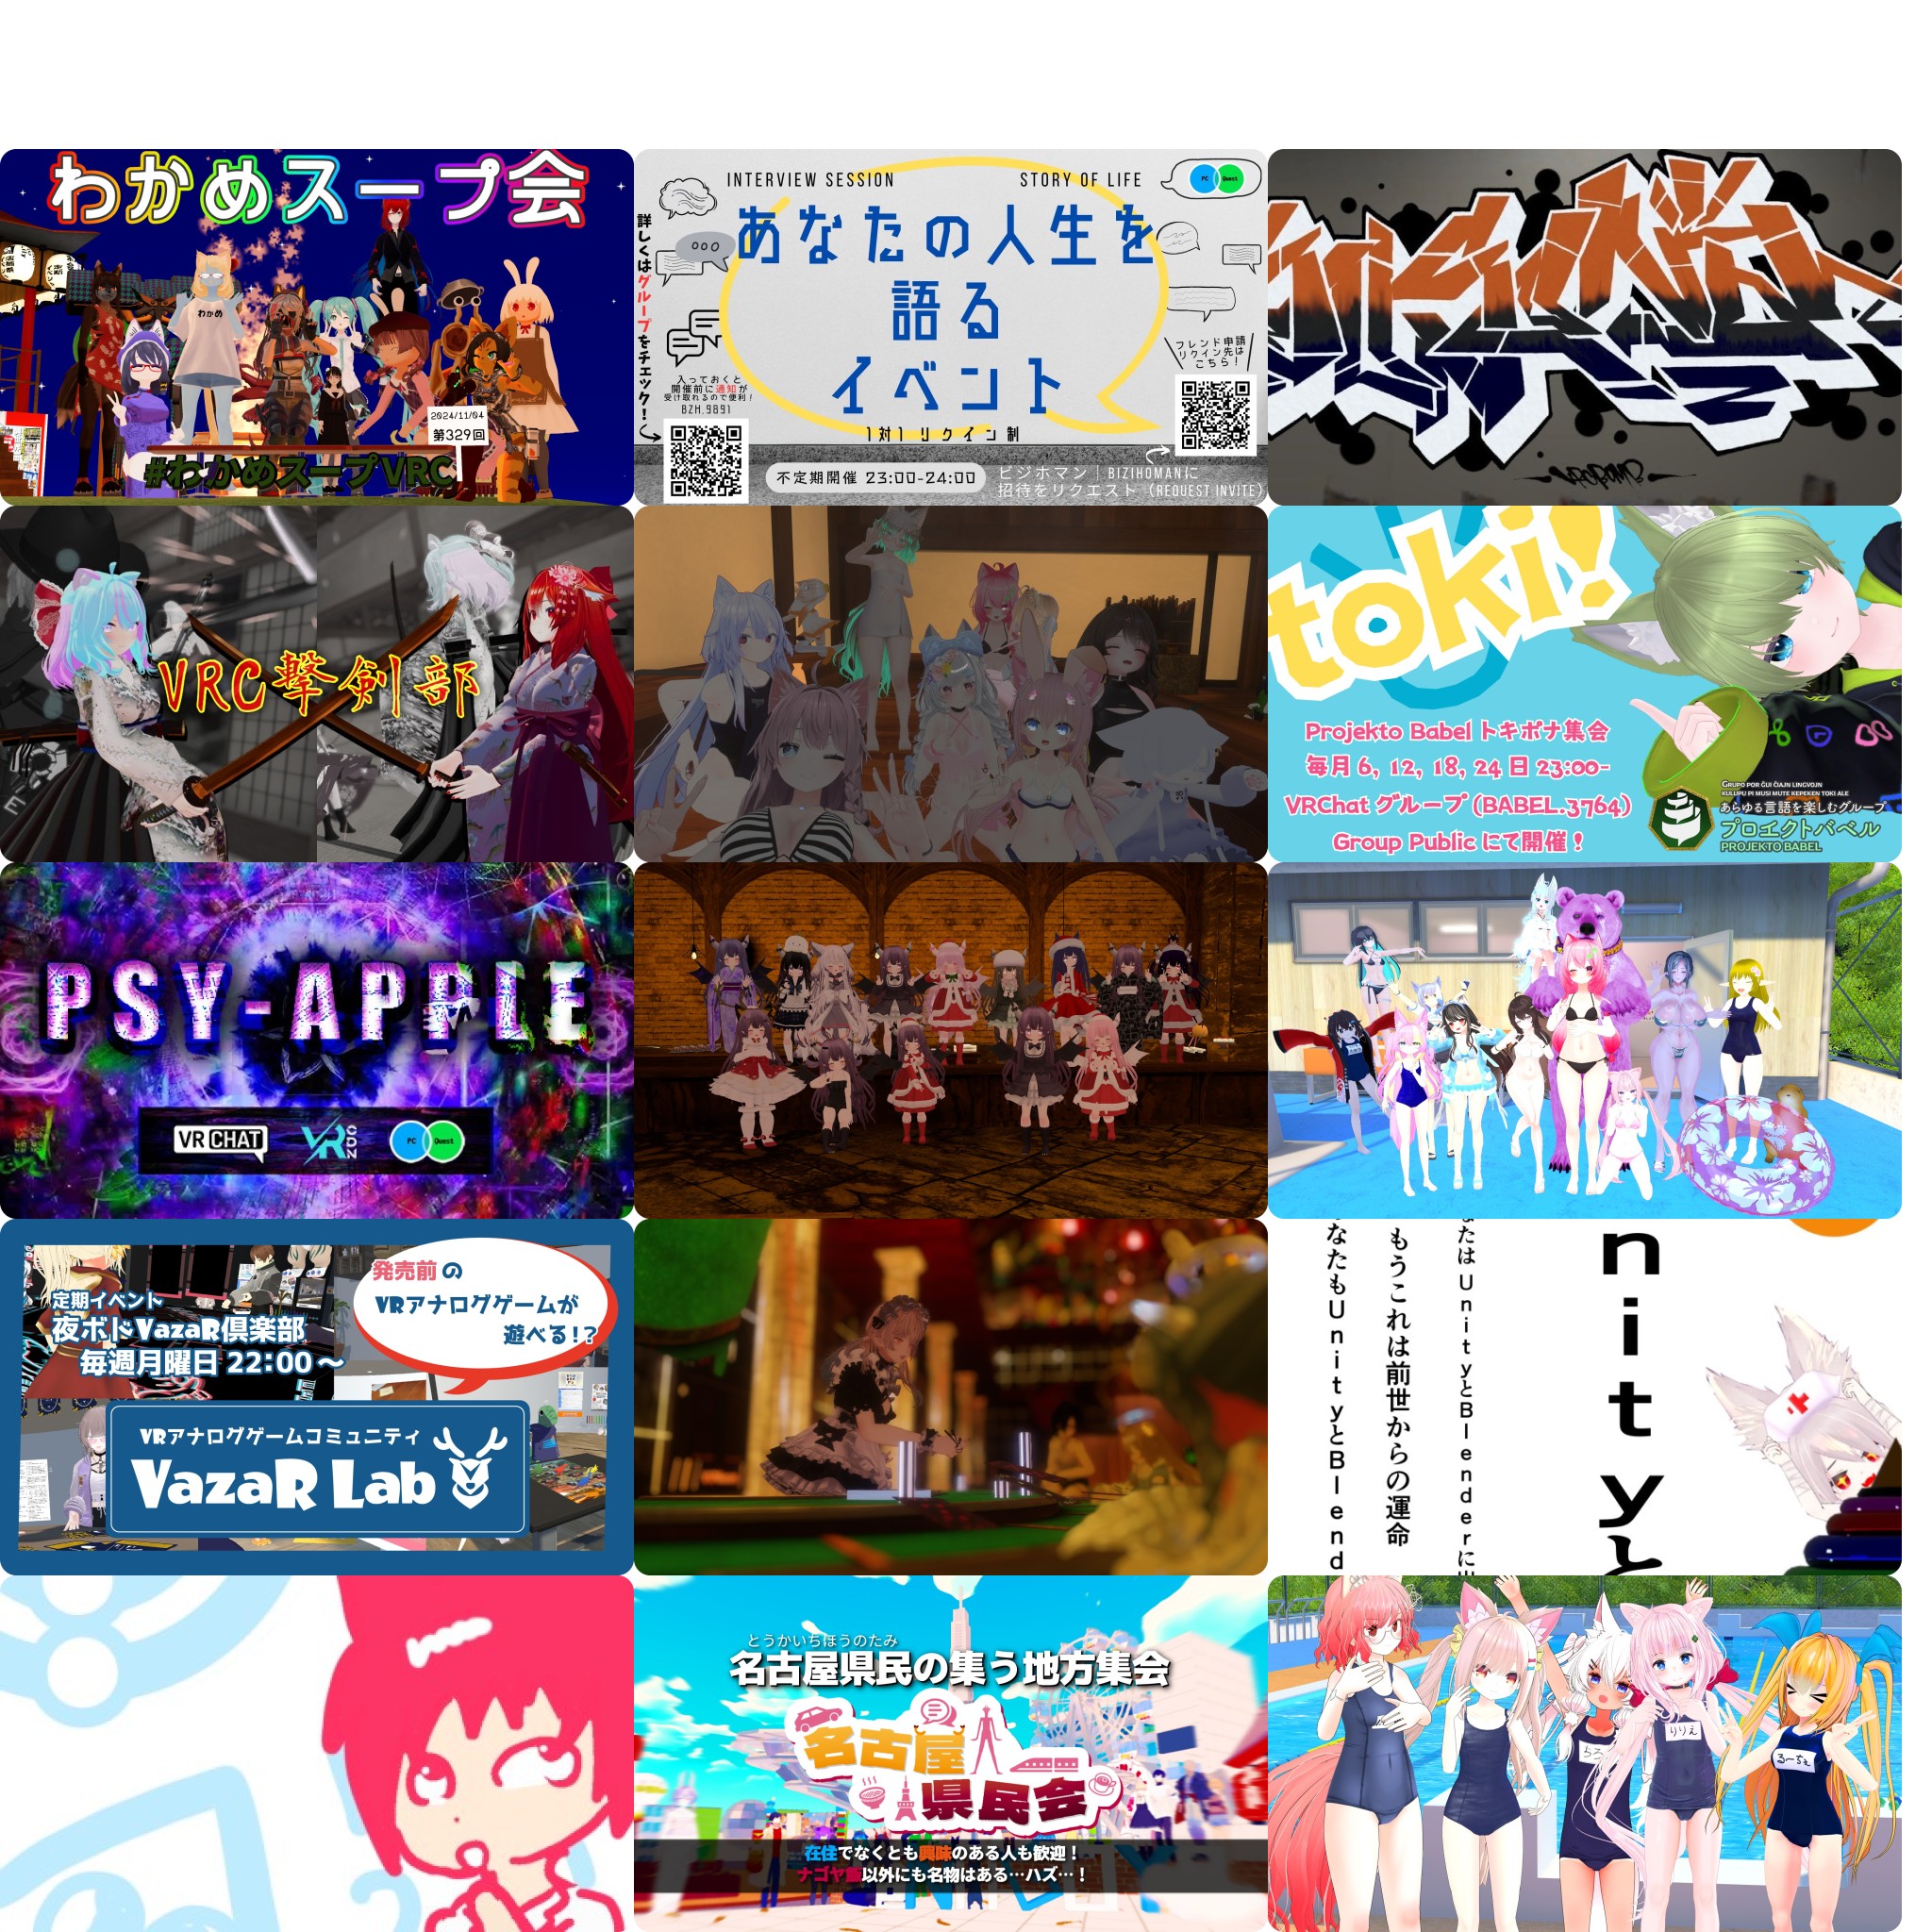 わかめスープ会
わかめ
2024/11/04
第329回
#わかめスープVRC
INTERVIEW SESSION
STORY OF LIFE
PC
Quest
あなたの人生を
語る
イベント
1対1 リクイン制
詳しくはグループをチェック!
入っておくと
開催前に通知が
受け取れるので便利!
BZH.9891
フレンド申請
リクイン先は
こちら!
不定期開催 23:00-24:00
ビジホマン|BIZIHOMANに
招待をリクエスト (REQUEST INVITE)
VRC撃剣部
toki!
Projekto Babel トキポナ集会
毎月 6, 12, 18, 24 日 23:00-
VRChat グループ (BABEL.3764)
Group Public にて開催!
GRUPO POR ĜUI ĈIAJN LINGVOJN
KULUPU PI MUSI MUTE KEPEKEN TOKI ALE
あらゆる言語を楽しむグループ
プロエクトバベル
PROJEKTO BABEL
PSY-APPLE
VRCHAT
PC
Quest
発売前の
VRアナログゲームが
遊べる!?
定期イベント
夜ボドVazaR倶楽部
毎週月曜日 22:00～
VRアナログゲームコミュニティ
VazaR Lab
nityと
たは UnityとBlenderに
もうこれは前世からの運命
なたもUnityとBlend
とうかいちほうのたみ
名古屋県民の集う地方集会
名古屋
県民会
在住でなくとも興味のある人も歓迎!
ナゴヤ飯以外にも名物はある…ハズ…!
りりえ
るーちぇ